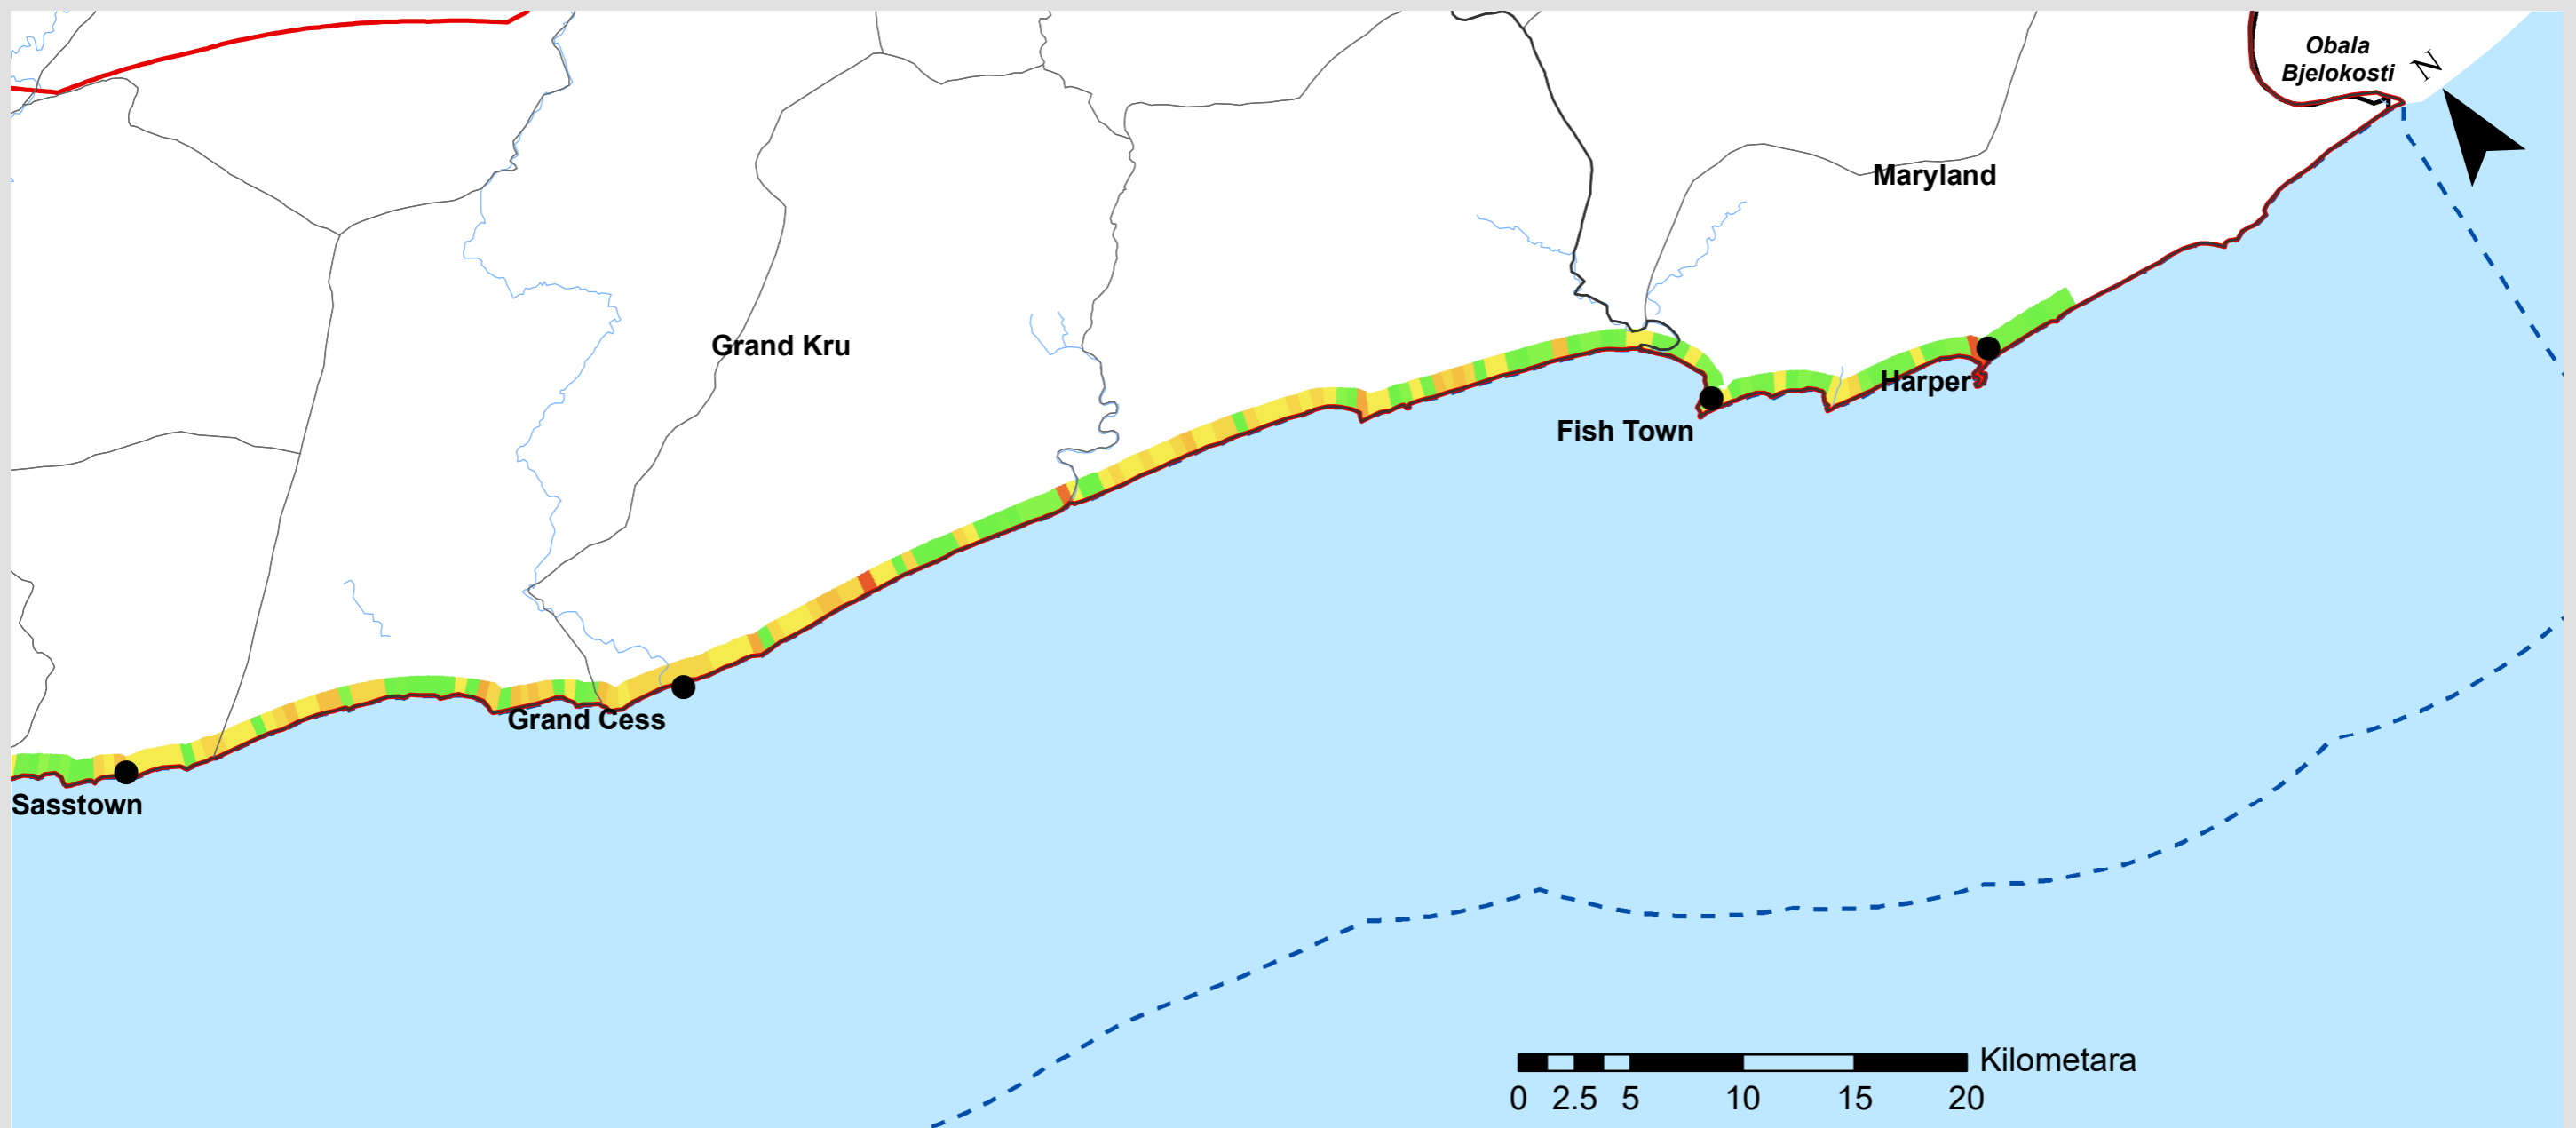 Obala
Bjelokosti
N
Maryland
Grand Kru
Harper
Fish Town
Grand Cess
Sasstown
Kilometara
0 2.5 5 10 15 20